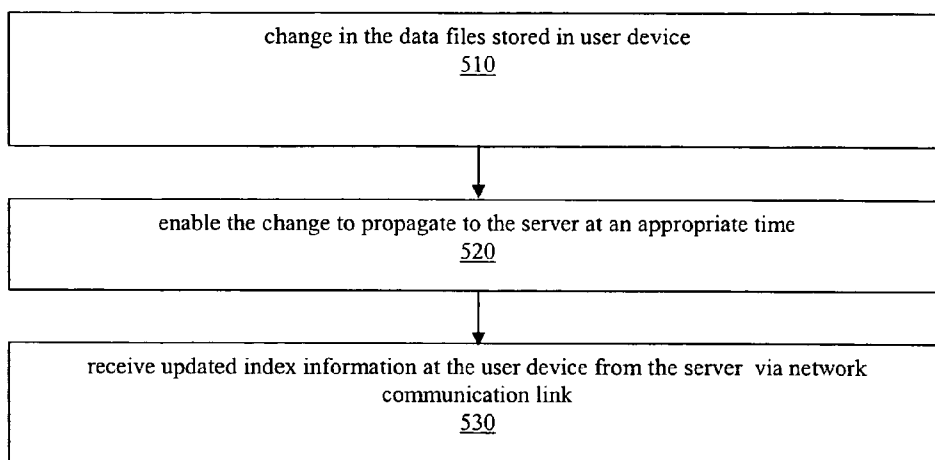 change in the data files stored in user device
510
enable the change to propagate to the server at an appropriate time
520
receive updated index information at the user device from the server via network
communication link
530